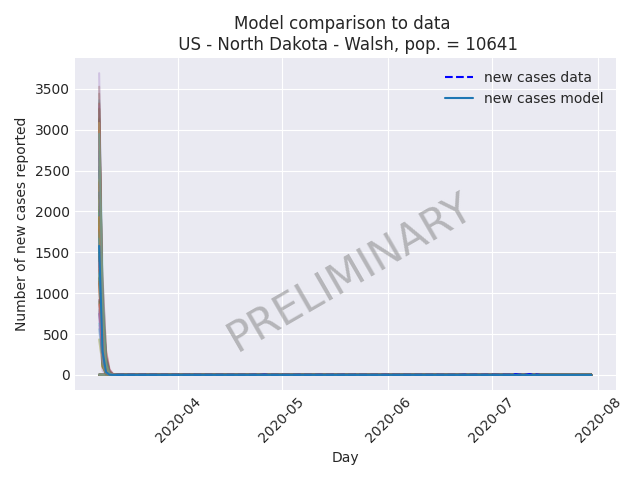 Model comparison to data
US - North Dakota - Walsh, pop. = 10641
new cases data
new cases model
Number of new cases reported
3500
3000
2500
2000
1500
1000
500
0
PRELIMINARY
2020-04
2020-05
2020-06
2020-07
2020-08
Day